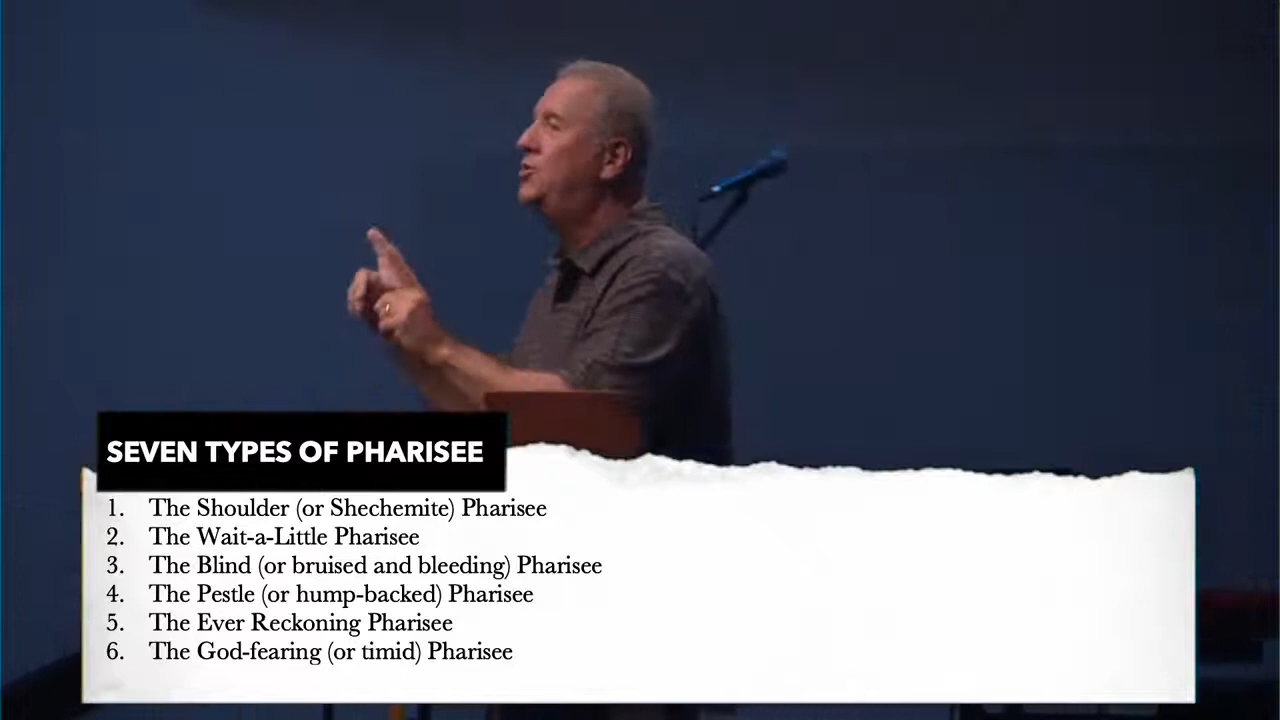 SEVEN TYPES OF PHARISEE
1. The Shoulder (or Shechemite) Pharisee
2. The Wait-a-Little Pharisee
3. The Blind (or bruised and bleeding) Pharisee
4. The Pestle (or hump-backed) Pharisee
5. The Ever Reckoning Pharisee
6. The God-fearing (or timid) Pharisee